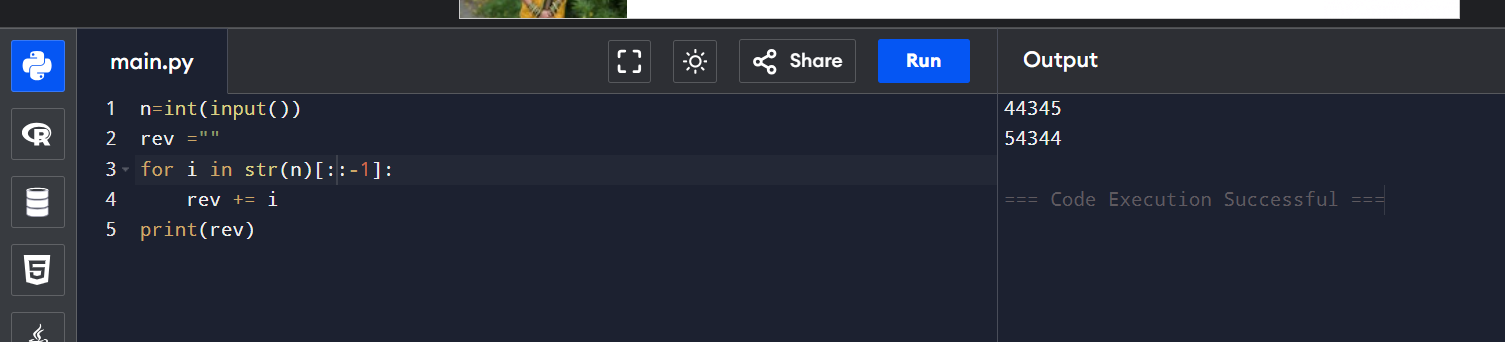 main.py
Share
Run
Output
1 n=int(input())
2 rev =""
3 for i in str(n)[::-1]:
4     rev += i
5 print(rev)
44345
54344
=== Code Execution Successful ===
R
5